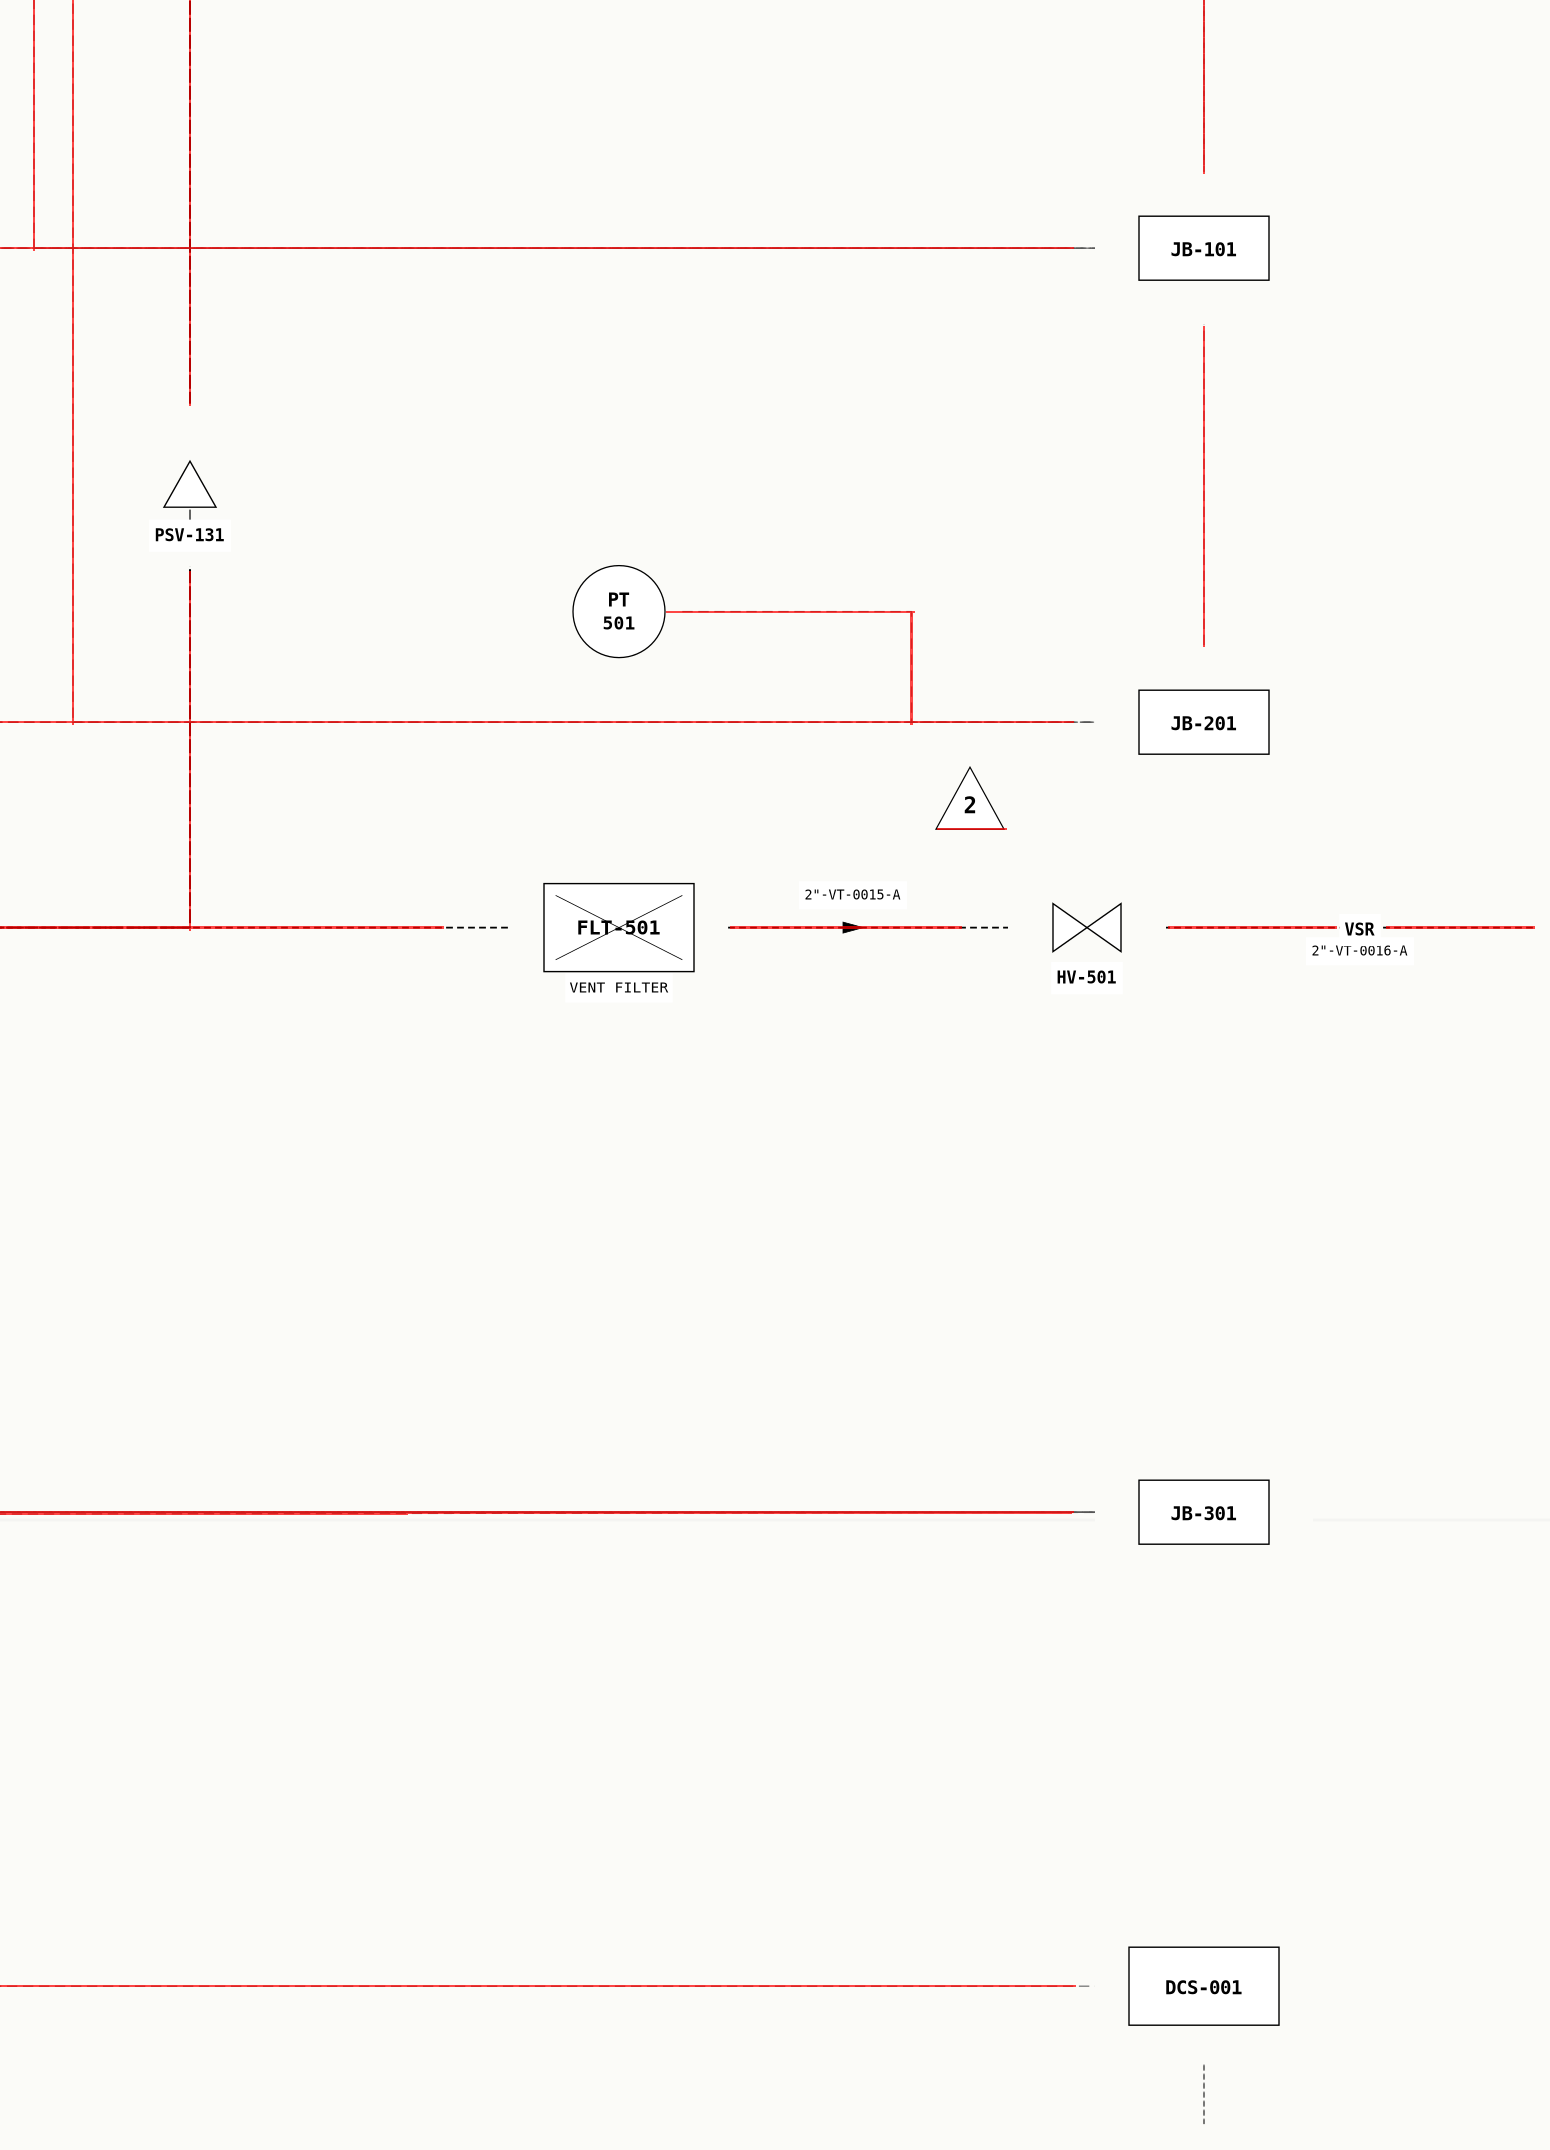 JB-101
PSV-131
PT
501
JB-201
2
2"-VT-0015-A
FLT-501
VSR
2"-VT-0016-A
HV-501
VENT FILTER
JB-301
DCS-001